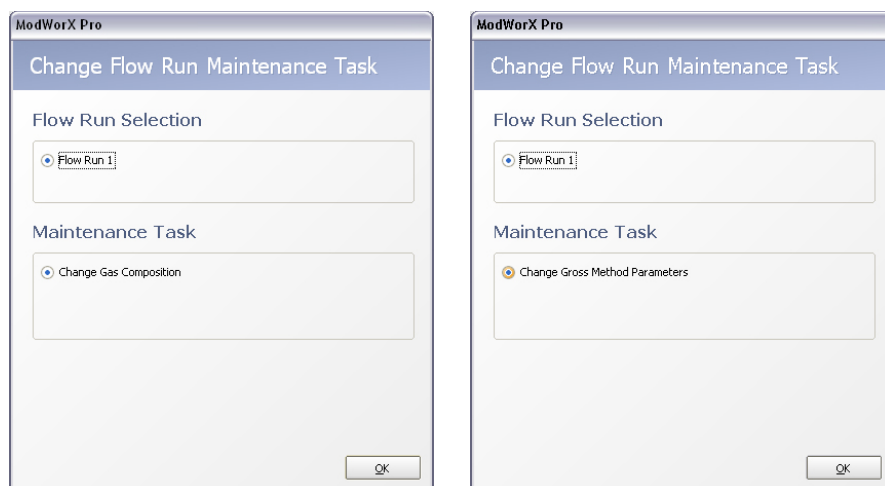 ModWorX Pro
Change Flow Run Maintenance Task
Flow Run Selection
Flow Run 1
Maintenance Task
Change Gas Composition
OK
ModWorX Pro
Change Flow Run Maintenance Task
Flow Run Selection
Flow Run 1
Maintenance Task
Change Gross Method Parameters
OK